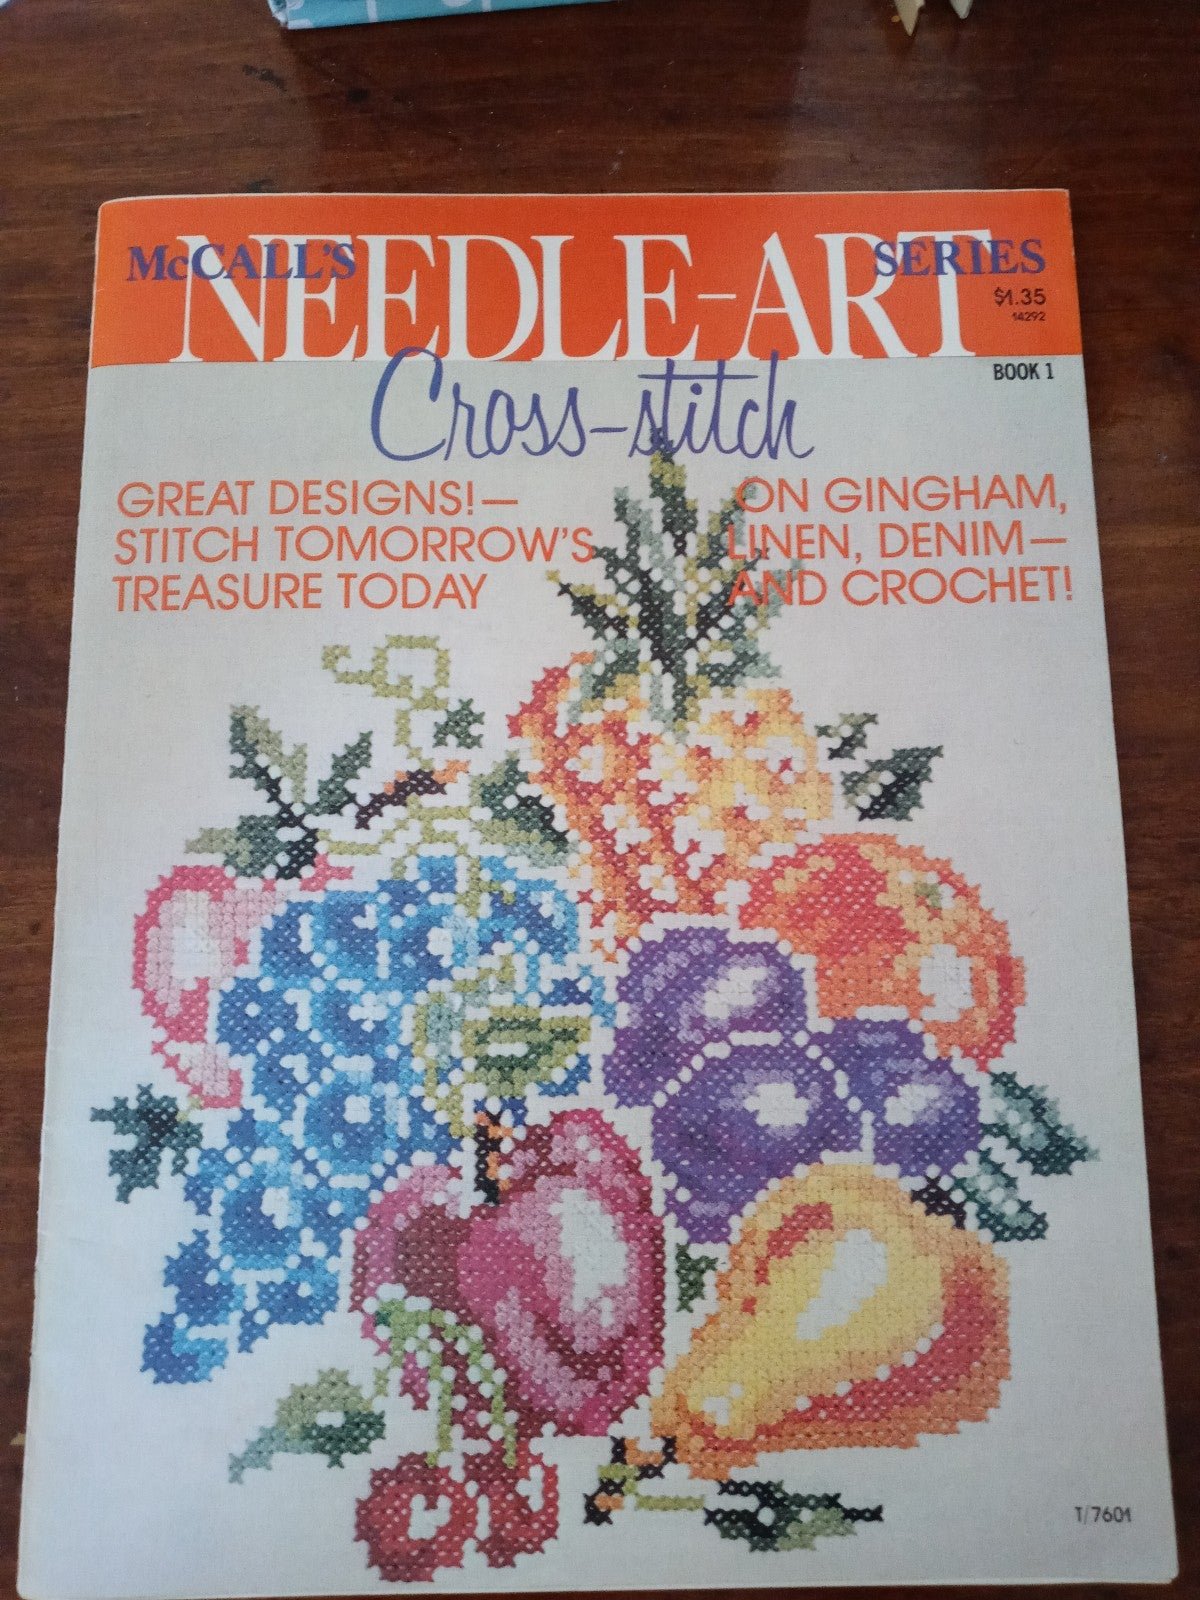 McCALL'S NEEDLE-ART SERIES
$1.35
14292
BOOK 1
Cross-stitch
GREAT DESIGNS!—
STITCH TOMORROW'S
TREASURE TODAY
ON GINGHAM,
LINEN, DENIM—
AND CROCHET!
T/7601